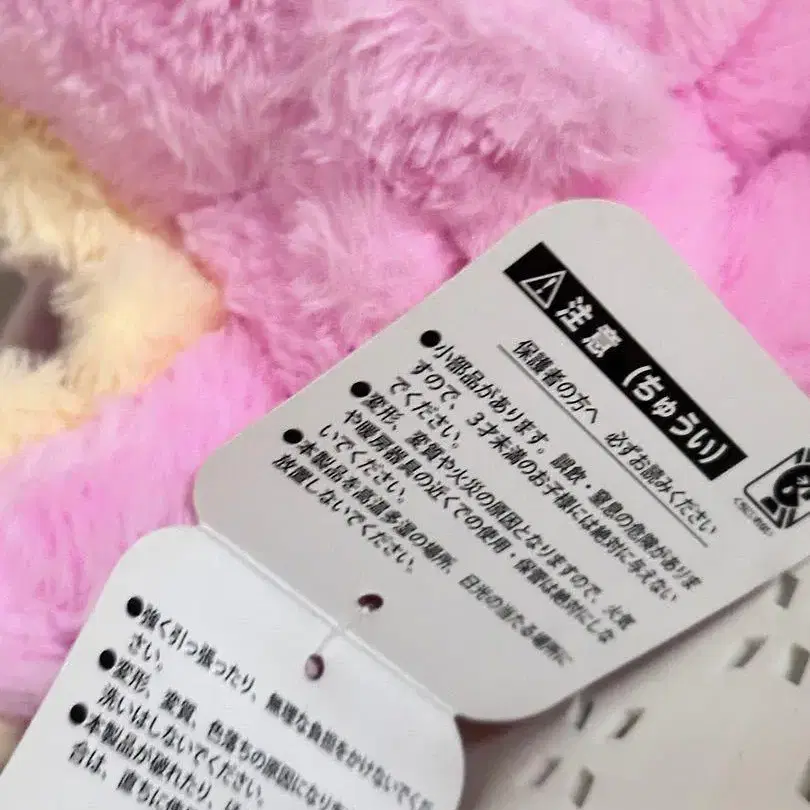 ⚠注意（ちゅうい）
保護者の方へ 必ずお読みください
●小部品があります。誤飲・窒息の危険がありま
すので、3才未満のお子様には絶対に与えない
でください。
●変形、変質や火災の原因となりますので、火気
や暖房器具の近くでの使用・保管は絶対にしな
いでください。
●本製品を高温多湿の場所、日光の当たる場所に
放置しないでください。
●強く引っ張ったり、無理な負担をかけないでくだ
さい。
●変形、変質、色落ちの原因になりま
洗いはしないでください。
●本製品が破れたり、
合は、直ちに使